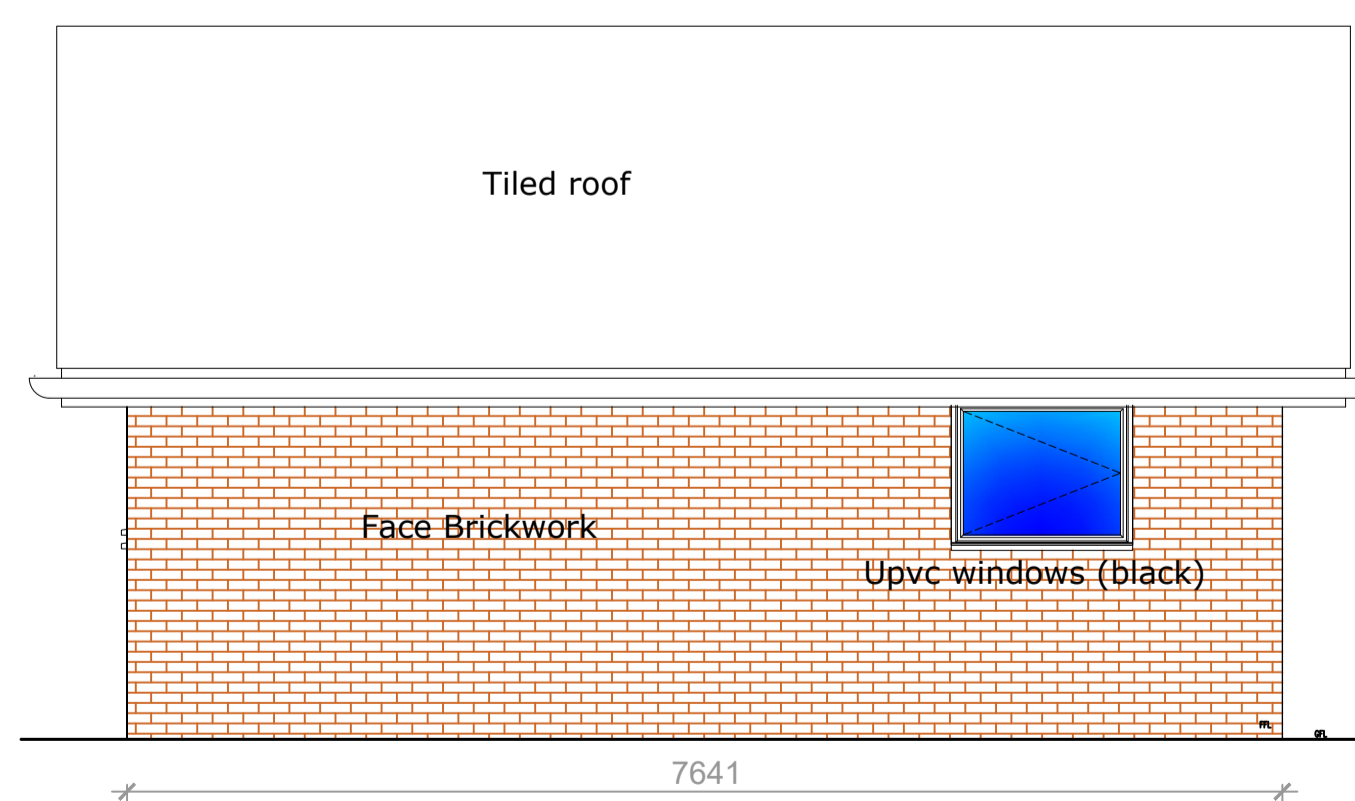 Tiled roof
Face Brickwork
Upvc windows (black)
FFL
GFL
7641